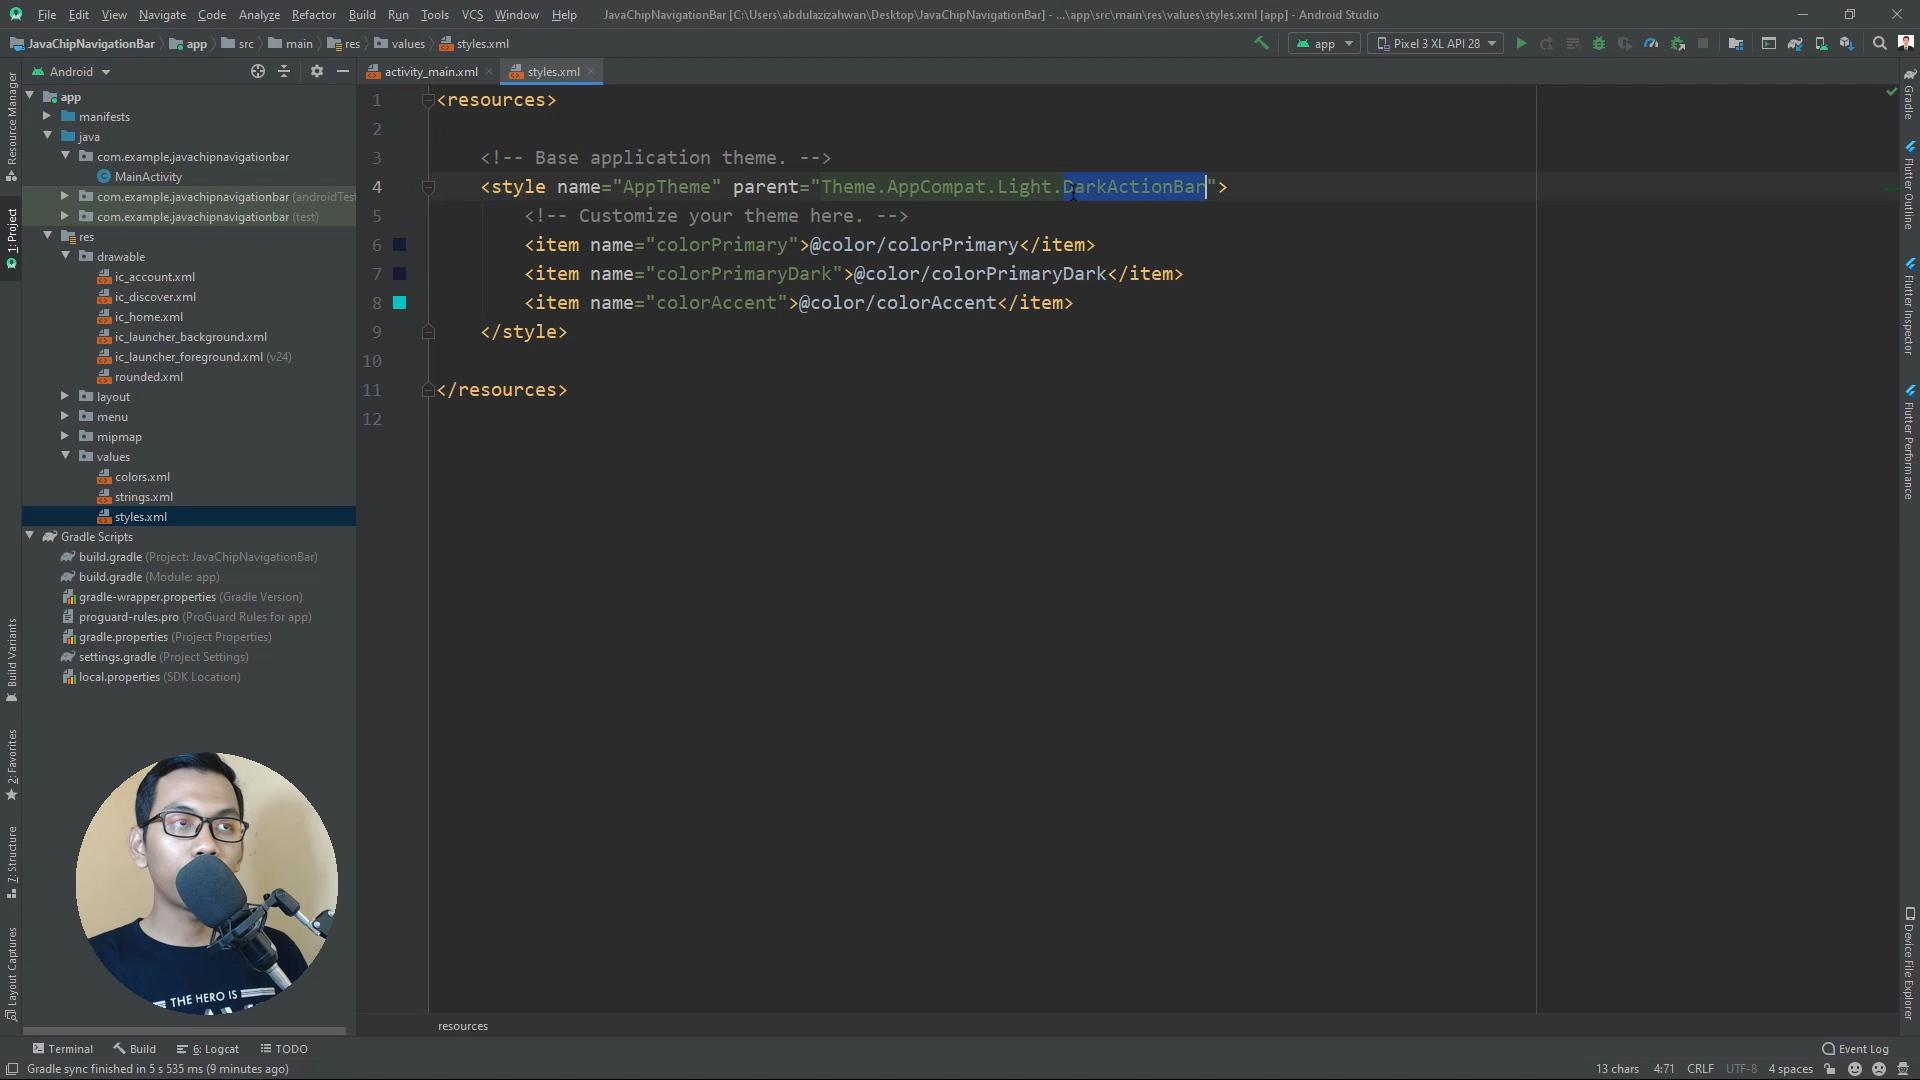 File Edit View Navigate Code Analyze Refactor Build Run Tools VCS Window Help JavaChipNavigationBar [C:\Users\abdulazizahwan\Desktop\JavaChipNavigationBar] - ...\app\src\main\res\values\styles.xml [app] - Android Studio
JavaChipNavigationBar app src main res values styles.xml app Pixel 3 XL API 28
Android activity_main.xml styles.xml
app
manifests
java
com.example.javachipnavigationbar
MainActivity
com.example.javachipnavigationbar (androidTest
com.example.javachipnavigationbar (test)
res
drawable
ic_account.xml
ic_discover.xml
ic_home.xml
ic_launcher_background.xml
ic_launcher_foreground.xml (v24)
rounded.xml
layout
menu
mipmap
values
colors.xml
strings.xml
styles.xml
Gradle Scripts
build.gradle (Project: JavaChipNavigationBar)
build.gradle (Module: app)
gradle-wrapper.properties (Gradle Version)
proguard-rules.pro (ProGuard Rules for app)
gradle.properties (Project Properties)
settings.gradle (Project Settings)
local.properties (SDK Location)
1 <resources>
2
3 <!-- Base application theme. -->
4 <style name="AppTheme" parent="Theme.AppCompat.Light.DarkActionBar">
5 <!-- Customize your theme here. -->
6 <item name="colorPrimary">@color/colorPrimary</item>
7 <item name="colorPrimaryDark">@color/colorPrimaryDark</item>
8 <item name="colorAccent">@color/colorAccent</item>
9 </style>
10
11 </resources>
12
Resource Manager
1: Project
Build Variants
2: Favorites
7: Structure
Layout Captures
Gradle
Flutter Outline
Flutter Inspector
Flutter Performance
Device File Explorer
THE HERO IS
resources
Terminal Build 6: Logcat TODO Event Log
Gradle sync finished in 5 s 535 ms (9 minutes ago) 13 chars 4:71 CRLF UTF-8 4 spaces